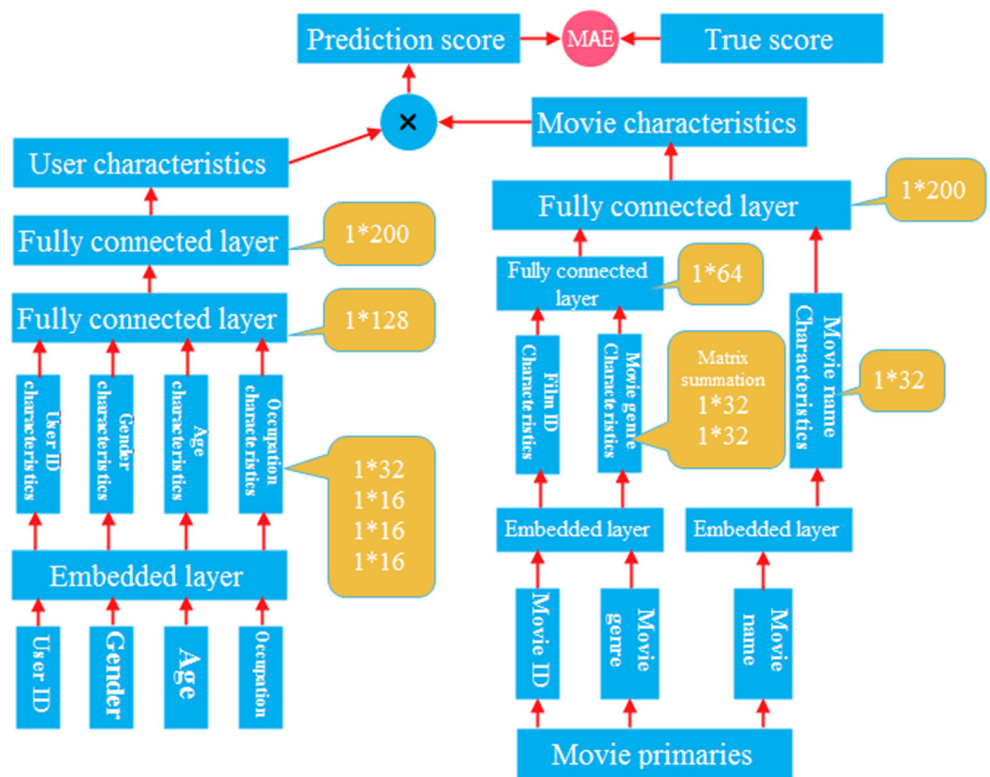 Prediction score
MAE
True score
×
Movie characteristics
User characteristics
Fully connected layer
1*200
Fully connected layer
1*200
Fully connected
layer
1*64
Fully connected layer
1*128
User ID
characteristics
Gender
characteristics
Age
characteristics
Occupation
characteristics
1*32
1*16
1*16
1*16
Film ID
Characteristics
Movie genre
Characteristics
Matrix
summation
1*32
1*32
Movie name
Characteristics
1*32
Embedded layer
Embedded layer
Embedded layer
User ID
Gender
Age
Occupation
Movie ID
Movie
genre
Movie
name
Movie primaries